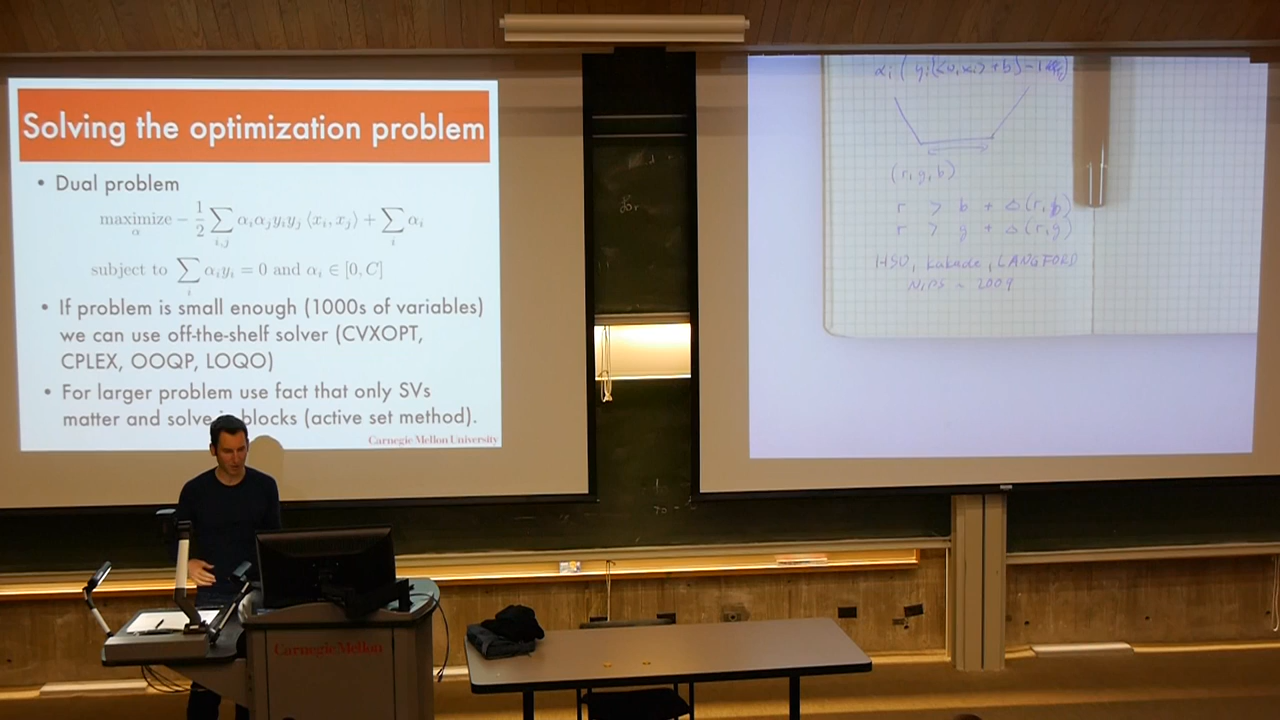 Solving the optimization problem
• Dual problem
maximize α − 1/2 ∑ i,j αiαjyiyj ⟨xi, xj⟩ + ∑ i αi
subject to ∑ i αiyi = 0 and αi ∈ [0, C]
• If problem is small enough (1000s of variables)
we can use off-the-shelf solver (CVXOPT,
CPLEX, OOQP, LOQO)
• For larger problem use fact that only SVs
matter and solve in blocks (active set method).
Carnegie Mellon University
(r, g, b)
r > b + Δ(r, b)
r > g + Δ(r, g)
HSU, Kakade, LANGFORD
NIPS ~ 2009
for
Carnegie Mellon